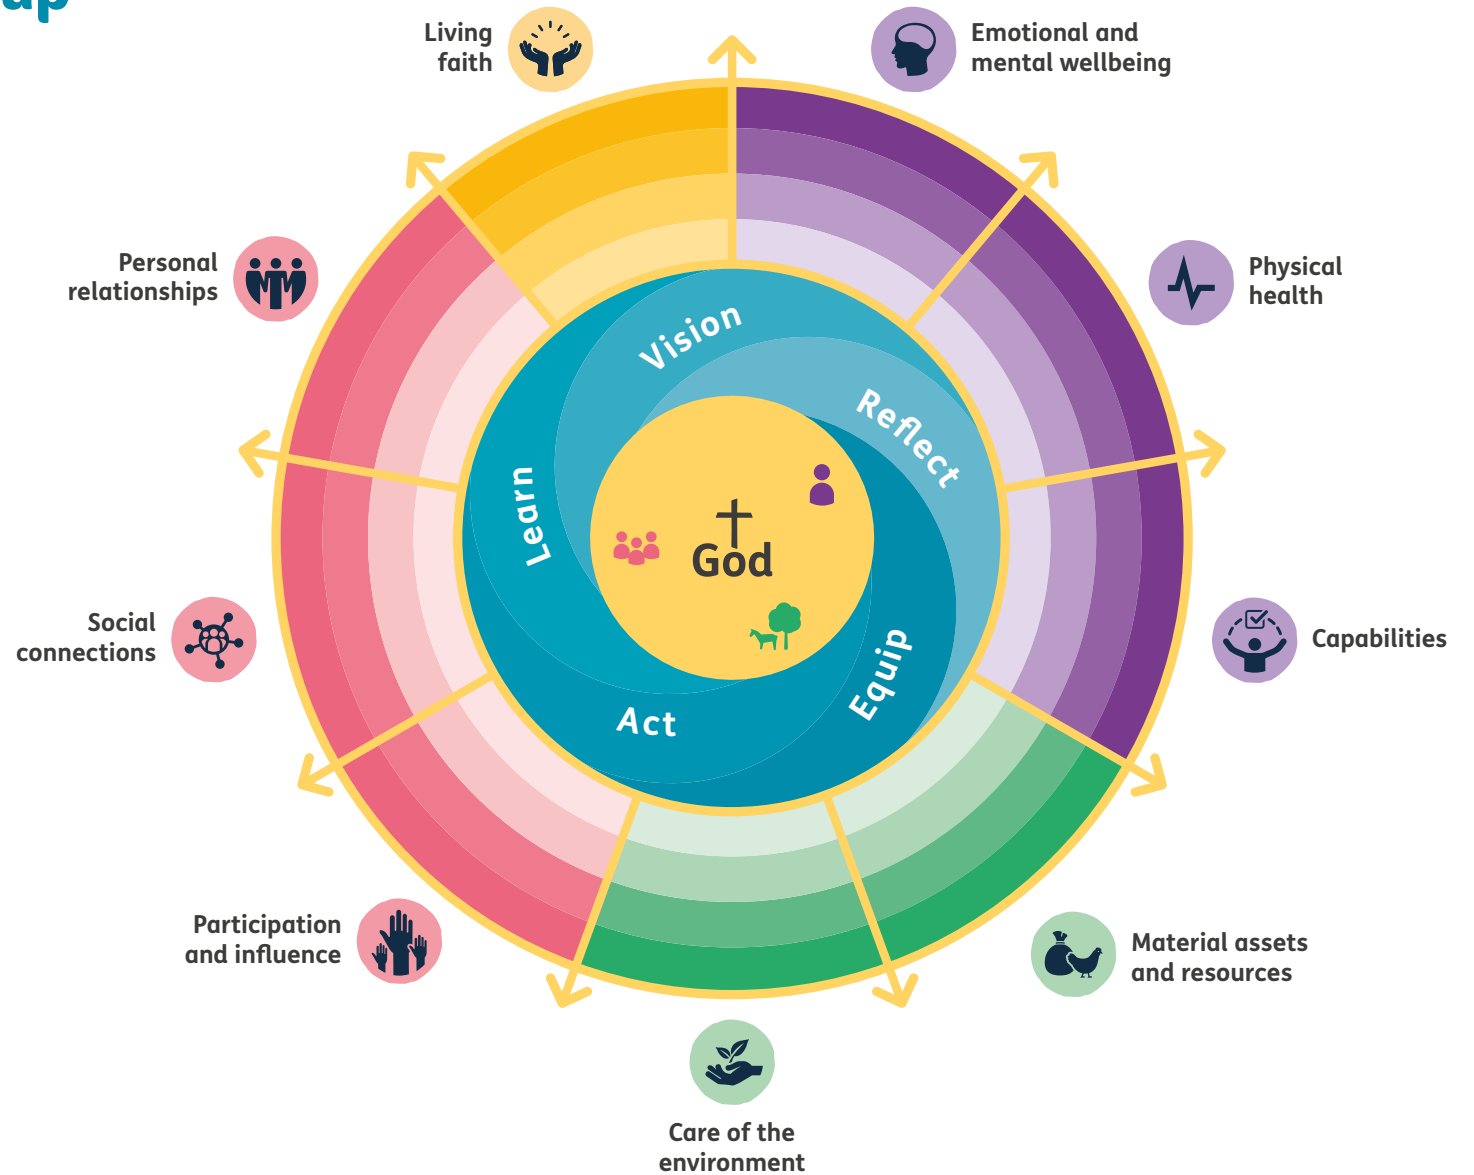 Living
faith
Emotional and
mental wellbeing
Personal
relationships
Physical
health
Vision
Reflect
Learn
God
Social
connections
Capabilities
Equip
Act
Participation
and influence
Material assets
and resources
Care of the
environment